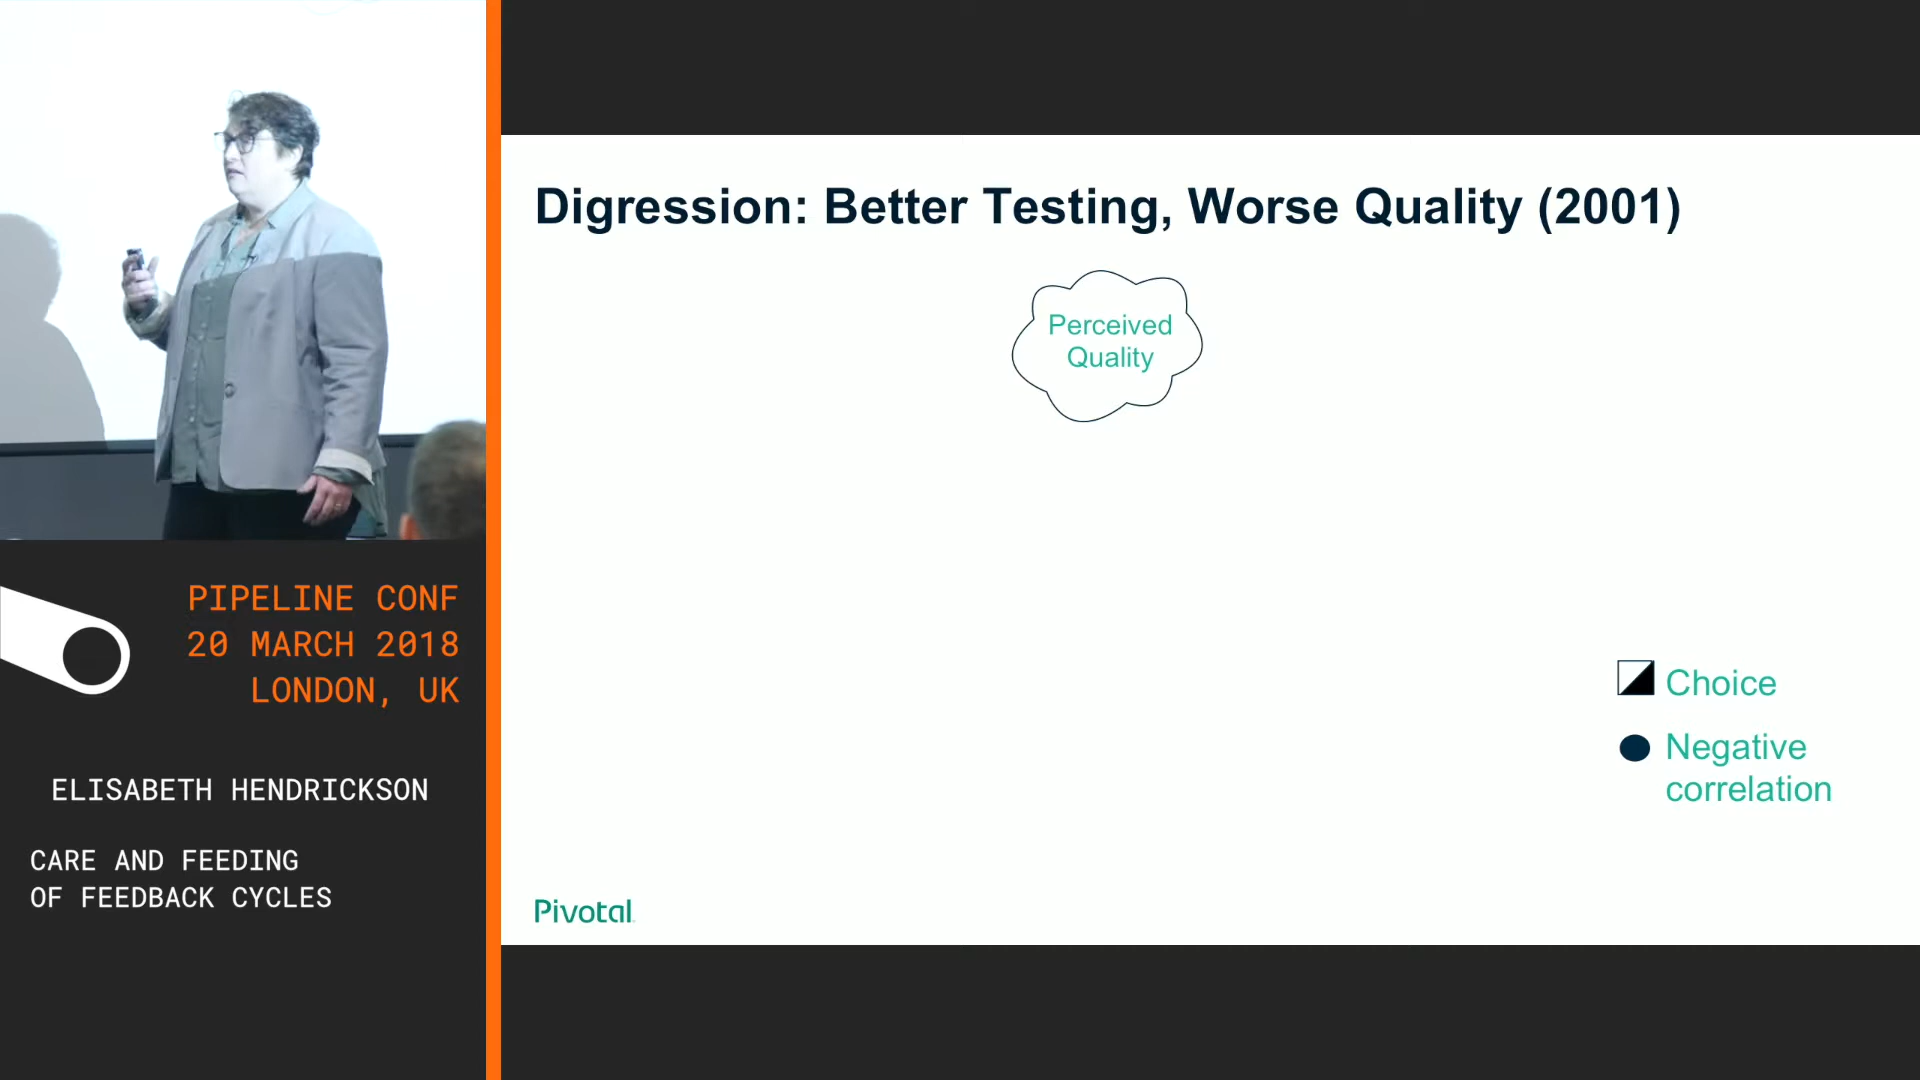 PIPELINE CONF
20 MARCH 2018
LONDON, UK
ELISABETH HENDRICKSON
CARE AND FEEDING
OF FEEDBACK CYCLES
Digression: Better Testing, Worse Quality (2001)
Perceived
Quality
Choice
Negative
correlation
Pivotal